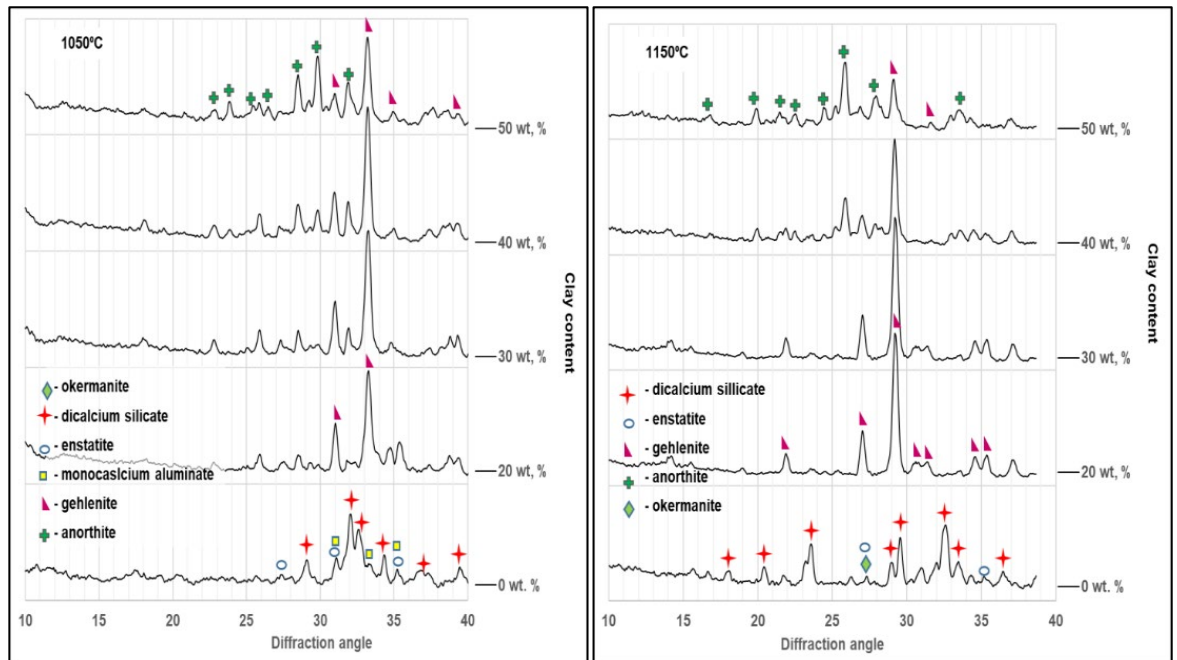 1050ºC
50 wt, %
40 wt, %
30 wt, %
20 wt, %
0 wt. %
Clay content
- okermanite
- dicalcium silicate
- enstatite
- monocaslcium aluminate
- gehlenite
- anorthite
10 15 20 25 30 35 40
Diffraction angle
1150ºC
50 wt, %
40 wt, %
30 wt, %
20 wt, %
0 wt. %
Clay content
- dicalcium sillicate
enstatite
- gehlenite
- anorthite
- okermanite
10 15 20 25 30 35 40
Diffraction angle